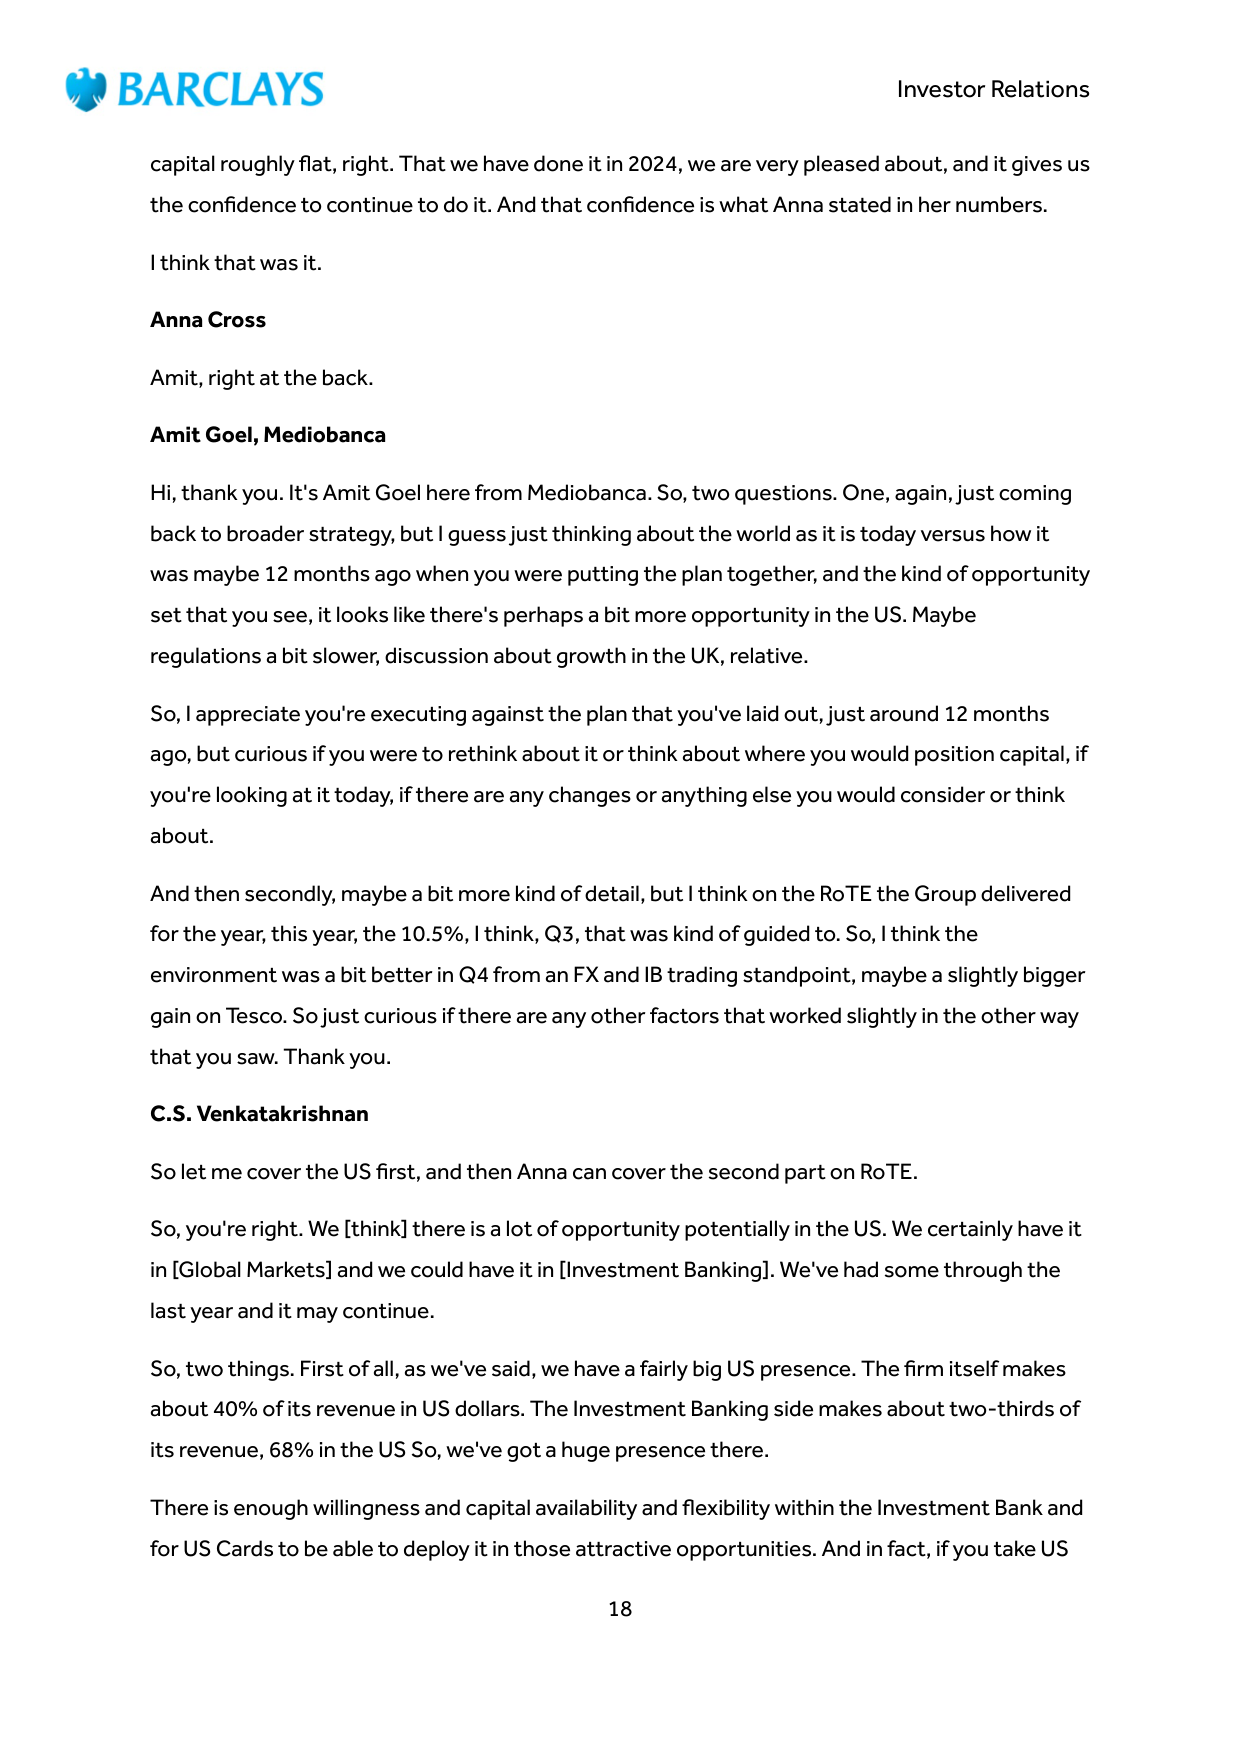 BARCLAYS
Investor Relations
capital roughly flat, right. That we have done it in 2024, we are very pleased about, and it gives us
the confidence to continue to do it. And that confidence is what Anna stated in her numbers.
I think that was it.
Anna Cross
Amit, right at the back.
Amit Goel, Mediobanca
Hi, thank you. It's Amit Goel here from Mediobanca. So, two questions. One, again, just coming
back to broader strategy, but I guess just thinking about the world as it is today versus how it
was maybe 12 months ago when you were putting the plan together, and the kind of opportunity
set that you see, it looks like there's perhaps a bit more opportunity in the US. Maybe
regulations a bit slower, discussion about growth in the UK, relative.
So, I appreciate you're executing against the plan that you've laid out, just around 12 months
ago, but curious if you were to rethink about it or think about where you would position capital, if
you're looking at it today, if there are any changes or anything else you would consider or think
about.
And then secondly, maybe a bit more kind of detail, but I think on the RoTE the Group delivered
for the year, this year, the 10.5%, I think, Q3, that was kind of guided to. So, I think the
environment was a bit better in Q4 from an FX and IB trading standpoint, maybe a slightly bigger
gain on Tesco. So just curious if there are any other factors that worked slightly in the other way
that you saw. Thank you.
C.S. Venkatakrishnan
So let me cover the US first, and then Anna can cover the second part on RoTE.
So, you're right. We [think] there is a lot of opportunity potentially in the US. We certainly have it
in [Global Markets] and we could have it in [Investment Banking]. We've had some through the
last year and it may continue.
So, two things. First of all, as we've said, we have a fairly big US presence. The firm itself makes
about 40% of its revenue in US dollars. The Investment Banking side makes about two-thirds of
its revenue, 68% in the US So, we've got a huge presence there.
There is enough willingness and capital availability and flexibility within the Investment Bank and
for US Cards to be able to deploy it in those attractive opportunities. And in fact, if you take US
18